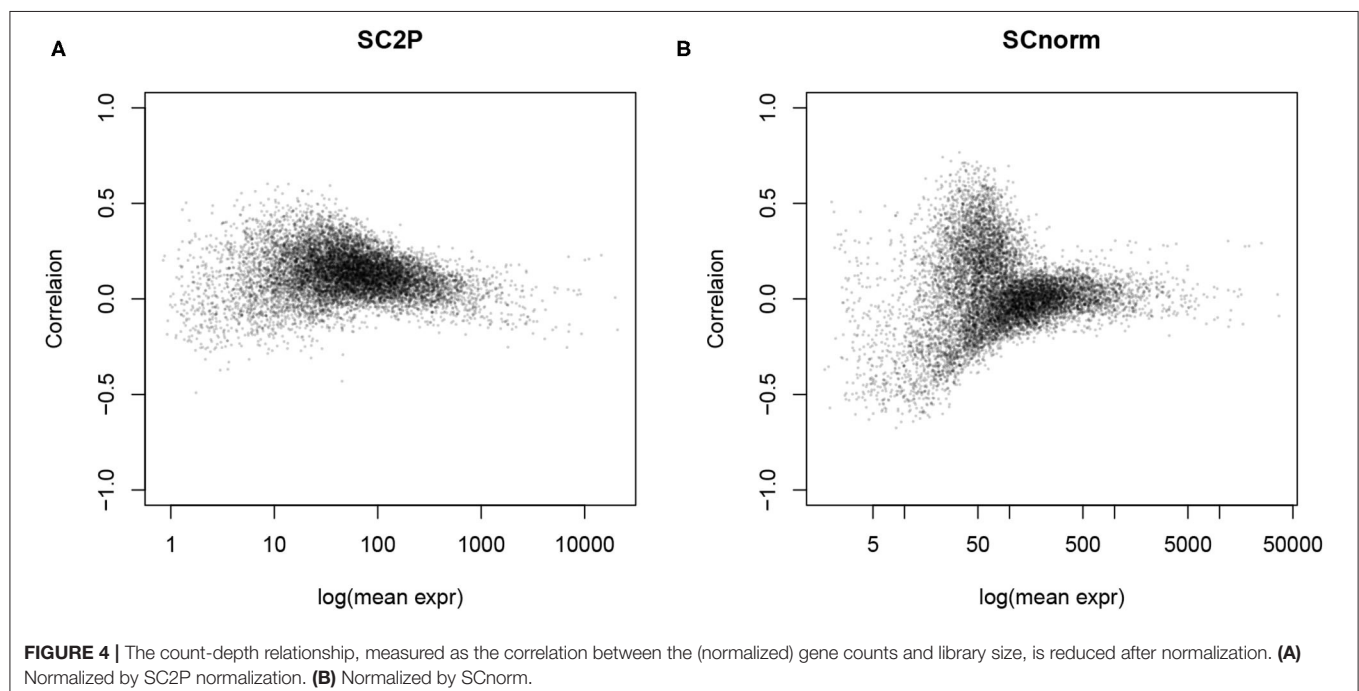 A
SC2P
1.0
0.5
0.0
−0.5
−1.0
Correlaion
1 10 100 1000 10000
log(mean expr)
B
SCnorm
1.0
0.5
0.0
−0.5
−1.0
Correlaion
5 50 500 5000 50000
log(mean expr)
FIGURE 4 | The count-depth relationship, measured as the correlation between the (normalized) gene counts and library size, is reduced after normalization. (A)
Normalized by SC2P normalization. (B) Normalized by SCnorm.